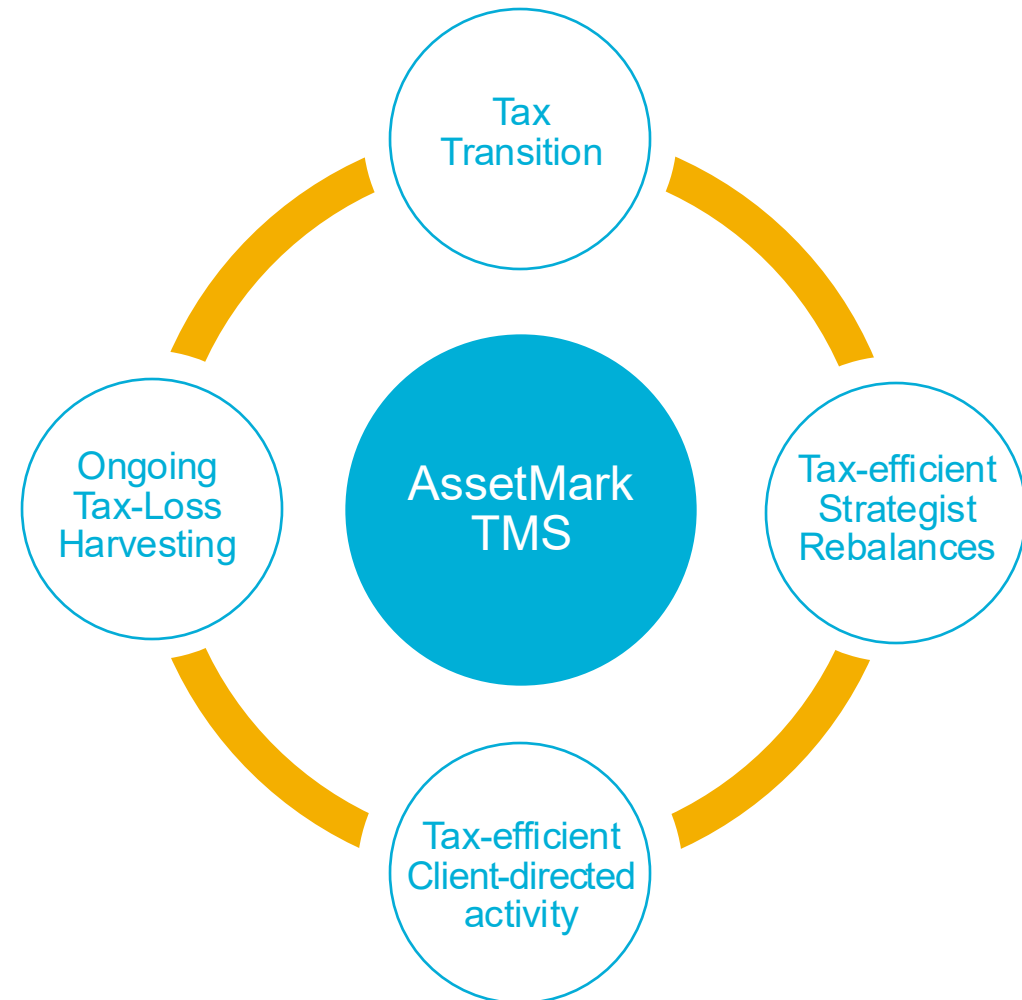 Tax
Transition
Ongoing
Tax-Loss
Harvesting
AssetMark
TMS
Tax-efficient
Strategist
Rebalances
Tax-efficient
Client-directed
activity